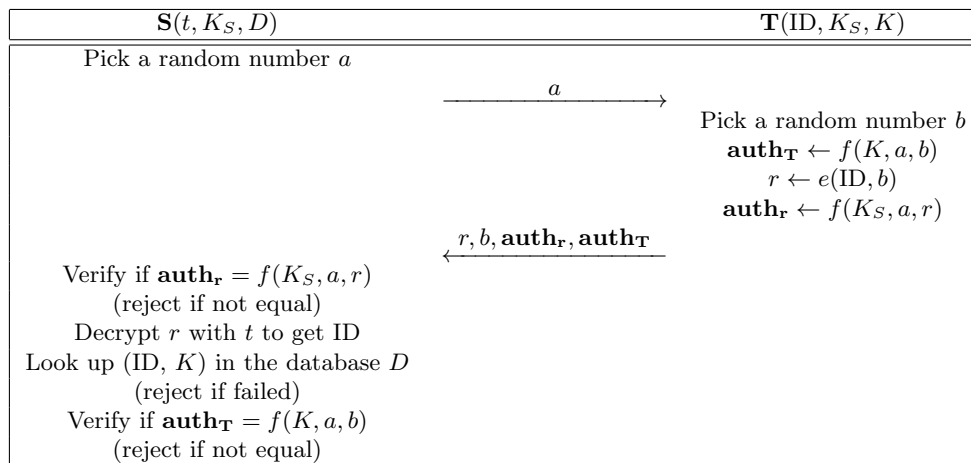 S(t, K_S, D) T(ID, K_S, K)
Pick a random number a
a
Pick a random number b
auth_T ← f(K, a, b)
r ← e(ID, b)
auth_r ← f(K_S, a, r)
r, b, auth_r, auth_T
Verify if auth_r = f(K_S, a, r)
(reject if not equal)
Decrypt r with t to get ID
Look up (ID, K) in the database D
(reject if failed)
Verify if auth_T = f(K, a, b)
(reject if not equal)